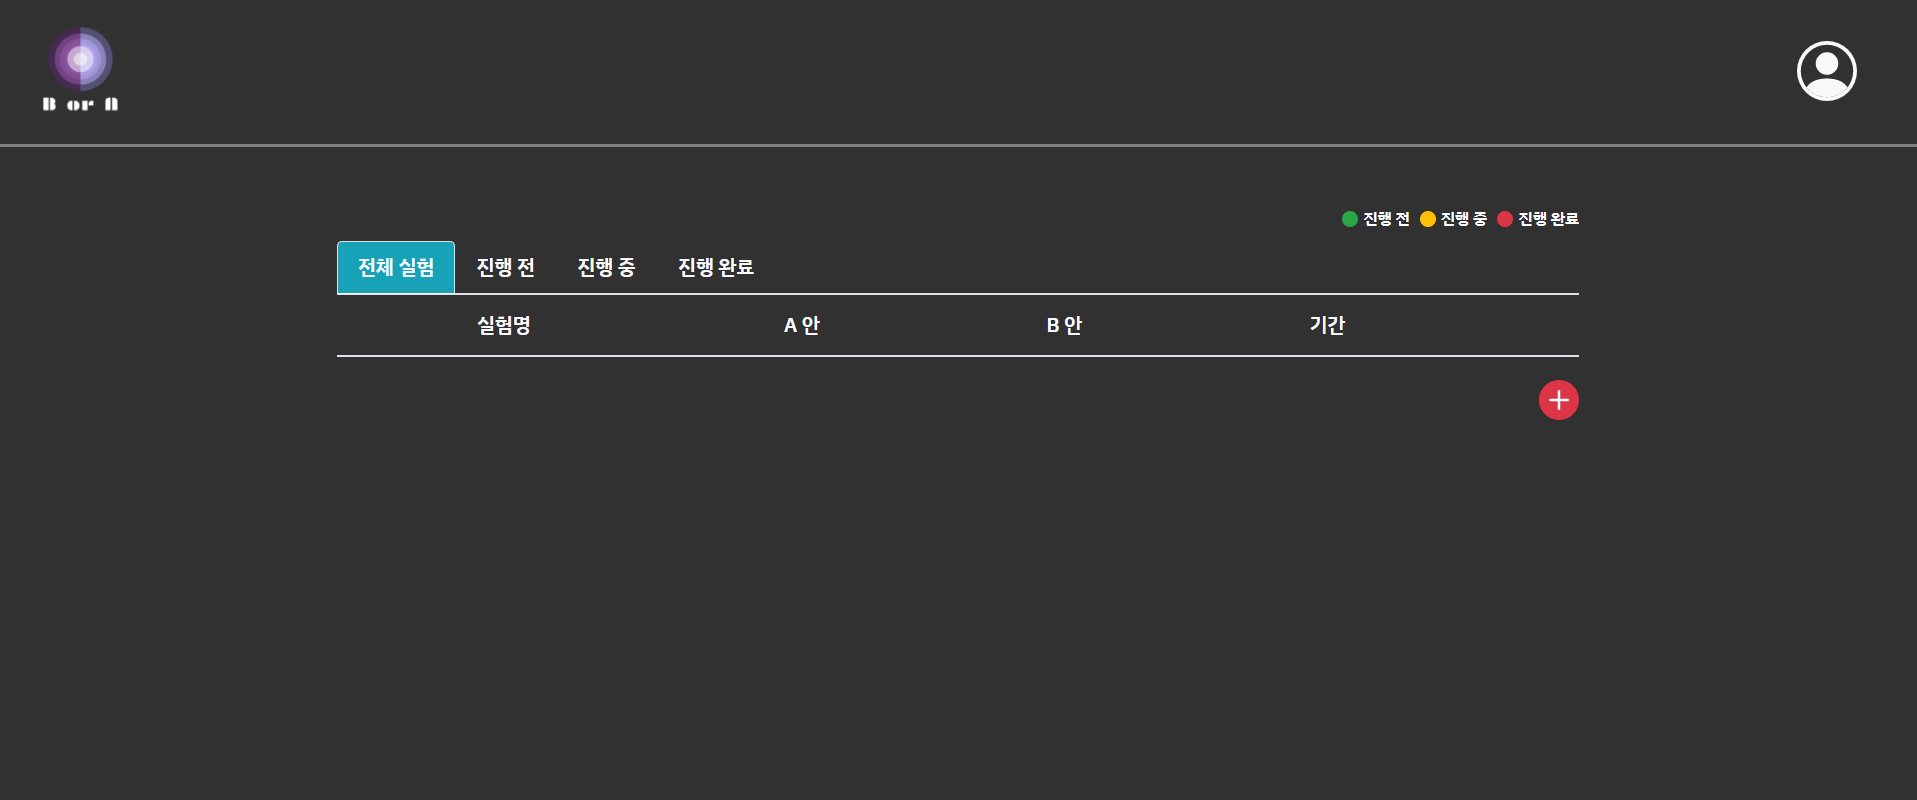 B or A
진행 전 진행 중 진행 완료
전체 실험 진행 전 진행 중 진행 완료
실험명 A 안 B 안 기간